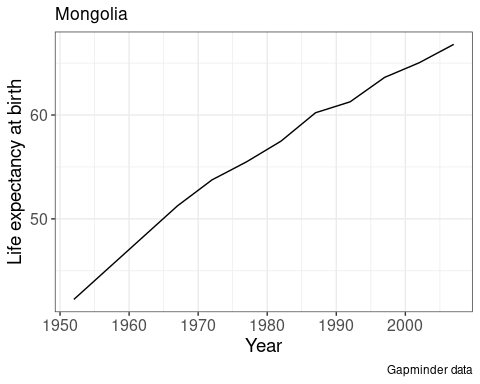 Mongolia
Life expectancy at birth
60
50
1950 1960 1970 1980 1990 2000
Year
Gapminder data